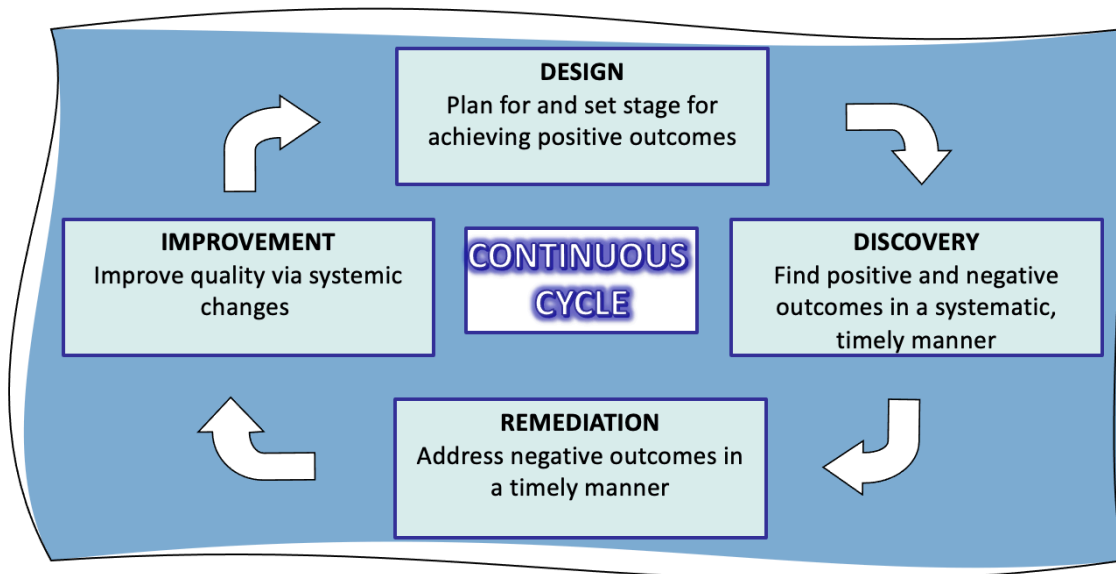 DESIGN
Plan for and set stage for
achieving positive outcomes
IMPROVEMENT
Improve quality via systemic
changes
CONTINUOUS
CYCLE
DISCOVERY
Find positive and negative
outcomes in a systematic,
timely manner
REMEDIATION
Address negative outcomes in
a timely manner